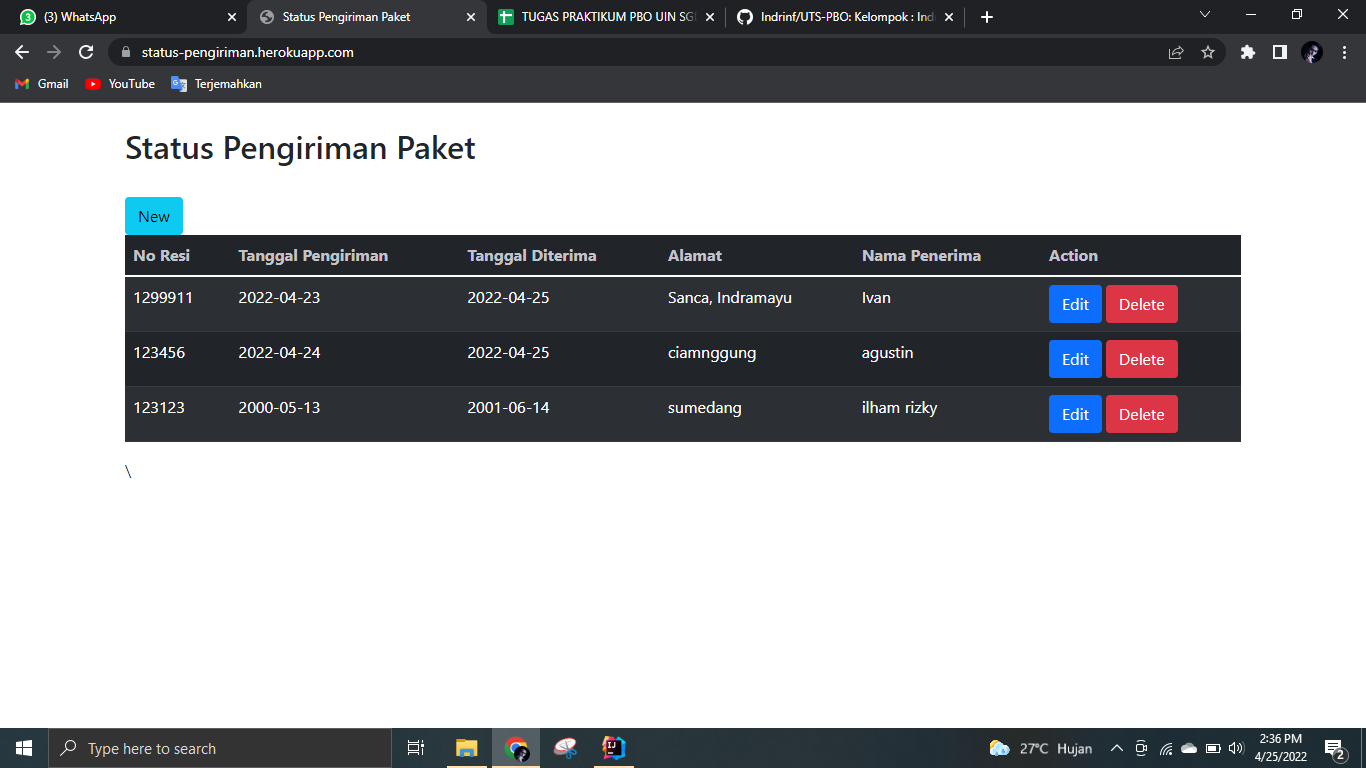 3 (3) WhatsApp
Status Pengiriman Paket
TUGAS PRAKTIKUM PBO UIN SG
Indrinf/UTS-PBO: Kelompok : Ind
status-pengiriman.herokuapp.com
Gmail YouTube Terjemahkan
Status Pengiriman Paket
New
No Resi Tanggal Pengiriman Tanggal Diterima Alamat Nama Penerima Action
1299911 2022-04-23 2022-04-25 Sanca, Indramayu Ivan Edit Delete
123456 2022-04-24 2022-04-25 ciamnggung agustin Edit Delete
123123 2000-05-13 2001-06-14 sumedang ilham rizky Edit Delete
\
Type here to search
IJ
27°C Hujan
2:36 PM
4/25/2022
2